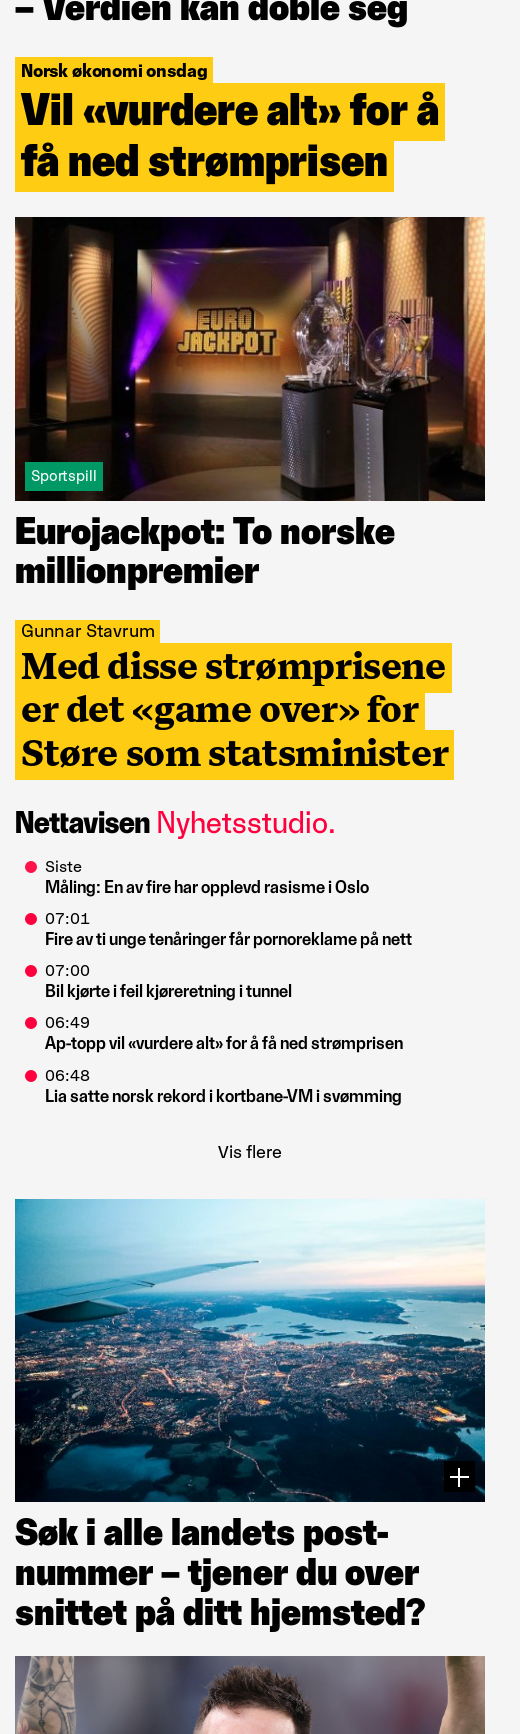 – Verdien kan doble seg
Norsk økonomi onsdag
Vil «vurdere alt» for å
få ned strømprisen
EURO
JACKPOT
Sportspill
Eurojackpot: To norske
millionpremier
Gunnar Stavrum
Med disse strømprisene
er det «game over» for
Støre som statsminister
Nettavisen Nyhetsstudio.
Siste
Måling: En av fire har opplevd rasisme i Oslo
07:01
Fire av ti unge tenåringer får pornoreklame på nett
07:00
Bil kjørte i feil kjøreretning i tunnel
06:49
Ap-topp vil «vurdere alt» for å få ned strømprisen
06:48
Lia satte norsk rekord i kortbane-VM i svømming
Vis flere
Søk i alle landets post-
nummer – tjener du over
snittet på ditt hjemsted?